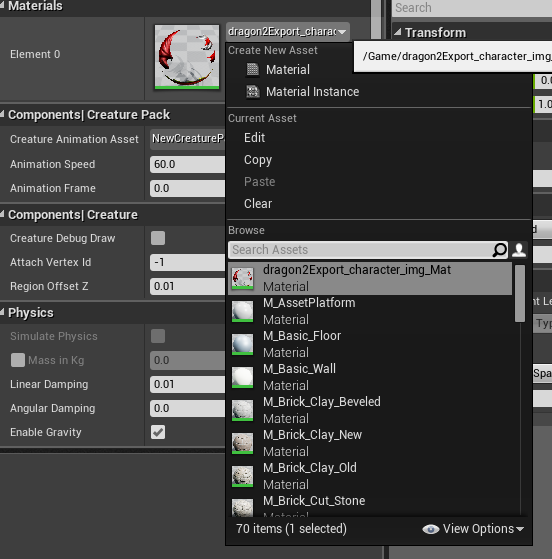 Materials
Element 0
dragon2Export_charac
Search
Transform
/Game/dragon2Export_character_img_
Create New Asset
Material
Material Instance
Current Asset
Edit
Copy
Paste
Clear
Browse
Search Assets
dragon2Export_character_img_Mat
Material
M_AssetPlatform
Material
M_Basic_Floor
Material
M_Basic_Wall
Material
M_Brick_Clay_Beveled
Material
M_Brick_Clay_New
Material
M_Brick_Clay_Old
Material
M_Brick_Cut_Stone
Material
70 items (1 selected)
View Options
Components| Creature Pack
Creature Animation Asset
NewCreatureP
Animation Speed
60.0
Animation Frame
0.0
Components| Creature
Creature Debug Draw
Attach Vertex Id
-1
Region Offset Z
0.01
Physics
Simulate Physics
Mass in Kg
0.0
Linear Damping
0.01
Angular Damping
0.0
Enable Gravity
0.0
1.0
d
nt Le
Typ
Spa